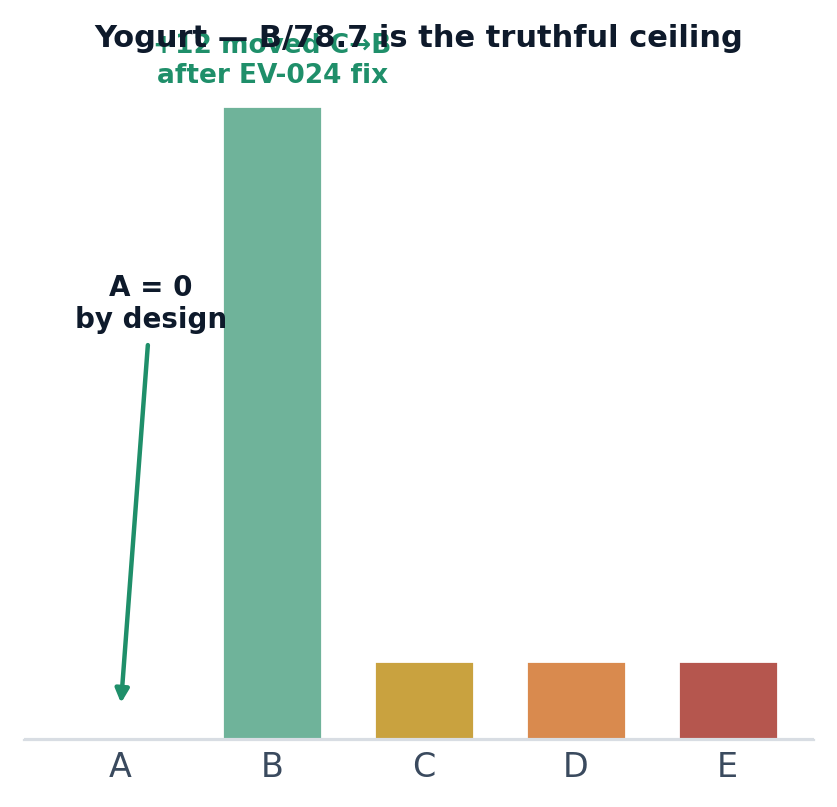 Yogurt — B/78.7 is the truthful ceiling
+12 moved C→B
after EV-024 fix
A = 0
by design
A B C D E